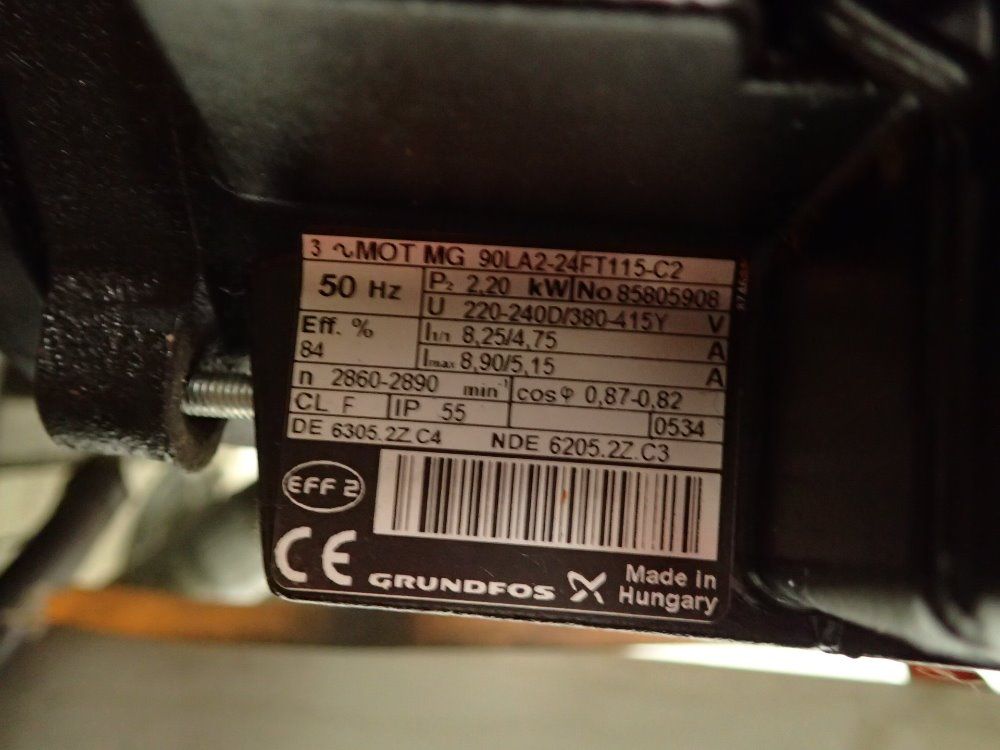 3 ∿MOT MG 90LA2-24FT115-C2
50 Hz
P₂ 2,20 kW No 85805908
U 220-240D/380-415Y V
Eff. %
84
I₁/₁ 8,25/4,75 A
Imax 8,90/5,15 A
n 2860-2890 min⁻¹ cos φ 0,87-0,82
CL F IP 55 0534
DE 6305.2Z.C4 NDE 6205.2Z.C3
EFF 2
CE GRUNDFOS Made in
Hungary